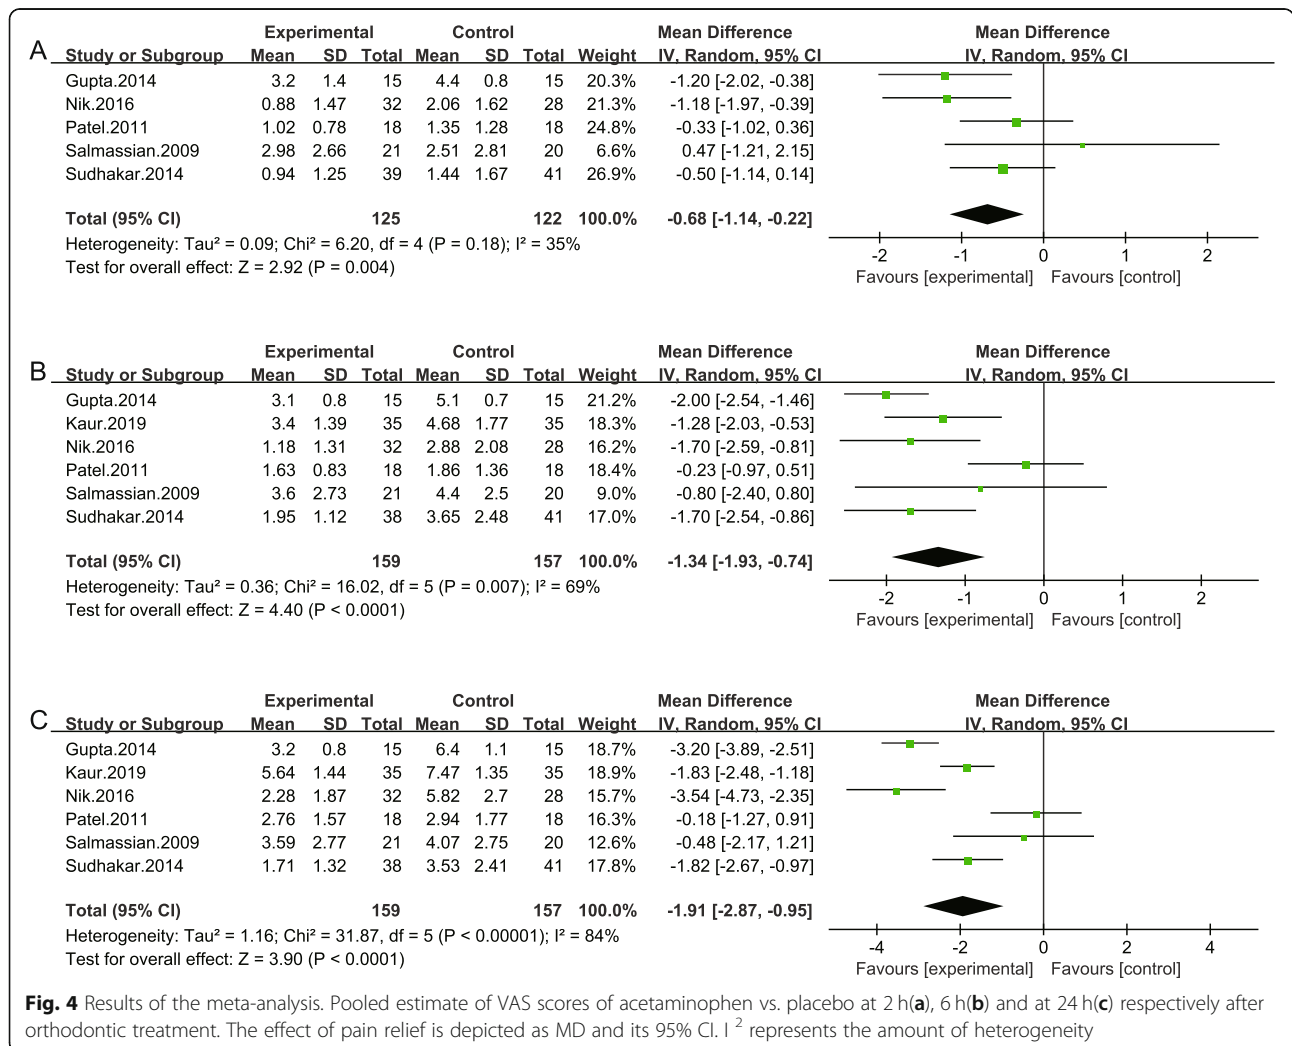 A
Experimental Control Mean Difference Mean Difference
Study or Subgroup Mean SD Total Mean SD Total Weight IV, Random, 95% CI IV, Random, 95% CI
Gupta.2014 3.2 1.4 15 4.4 0.8 15 20.3% -1.20 [-2.02, -0.38]
Nik.2016 0.88 1.47 32 2.06 1.62 28 21.3% -1.18 [-1.97, -0.39]
Patel.2011 1.02 0.78 18 1.35 1.28 18 24.8% -0.33 [-1.02, 0.36]
Salmassian.2009 2.98 2.66 21 2.51 2.81 20 6.6% 0.47 [-1.21, 2.15]
Sudhakar.2014 0.94 1.25 39 1.44 1.67 41 26.9% -0.50 [-1.14, 0.14]
Total (95% CI) 125 122 100.0% -0.68 [-1.14, -0.22]
Heterogeneity: Tau² = 0.09; Chi² = 6.20, df = 4 (P = 0.18); I² = 35%
Test for overall effect: Z = 2.92 (P = 0.004)
-2 -1 0 1 2
Favours [experimental] Favours [control]
B
Experimental Control Mean Difference Mean Difference
Study or Subgroup Mean SD Total Mean SD Total Weight IV, Random, 95% CI IV, Random, 95% CI
Gupta.2014 3.1 0.8 15 5.1 0.7 15 21.2% -2.00 [-2.54, -1.46]
Kaur.2019 3.4 1.39 35 4.68 1.77 35 18.3% -1.28 [-2.03, -0.53]
Nik.2016 1.18 1.31 32 2.88 2.08 28 16.2% -1.70 [-2.59, -0.81]
Patel.2011 1.63 0.83 18 1.86 1.36 18 18.4% -0.23 [-0.97, 0.51]
Salmassian.2009 3.6 2.73 21 4.4 2.5 20 9.0% -0.80 [-2.40, 0.80]
Sudhakar.2014 1.95 1.12 38 3.65 2.48 41 17.0% -1.70 [-2.54, -0.86]
Total (95% CI) 159 157 100.0% -1.34 [-1.93, -0.74]
Heterogeneity: Tau² = 0.36; Chi² = 16.02, df = 5 (P = 0.007); I² = 69%
Test for overall effect: Z = 4.40 (P < 0.0001)
-2 -1 0 1 2
Favours [experimental] Favours [control]
C
Experimental Control Mean Difference Mean Difference
Study or Subgroup Mean SD Total Mean SD Total Weight IV, Random, 95% CI IV, Random, 95% CI
Gupta.2014 3.2 0.8 15 6.4 1.1 15 18.7% -3.20 [-3.89, -2.51]
Kaur.2019 5.64 1.44 35 7.47 1.35 35 18.9% -1.83 [-2.48, -1.18]
Nik.2016 2.28 1.87 32 5.82 2.7 28 15.7% -3.54 [-4.73, -2.35]
Patel.2011 2.76 1.57 18 2.94 1.77 18 16.3% -0.18 [-1.27, 0.91]
Salmassian.2009 3.59 2.77 21 4.07 2.75 20 12.6% -0.48 [-2.17, 1.21]
Sudhakar.2014 1.71 1.32 38 3.53 2.41 41 17.8% -1.82 [-2.67, -0.97]
Total (95% CI) 159 157 100.0% -1.91 [-2.87, -0.95]
Heterogeneity: Tau² = 1.16; Chi² = 31.87, df = 5 (P < 0.00001); I² = 84%
Test for overall effect: Z = 3.90 (P < 0.0001)
-4 -2 0 2 4
Favours [experimental] Favours [control]
Fig. 4 Results of the meta-analysis. Pooled estimate of VAS scores of acetaminophen vs. placebo at 2 h(a), 6 h(b) and at 24 h(c) respectively after
orthodontic treatment. The effect of pain relief is depicted as MD and its 95% CI. I ² represents the amount of heterogeneity